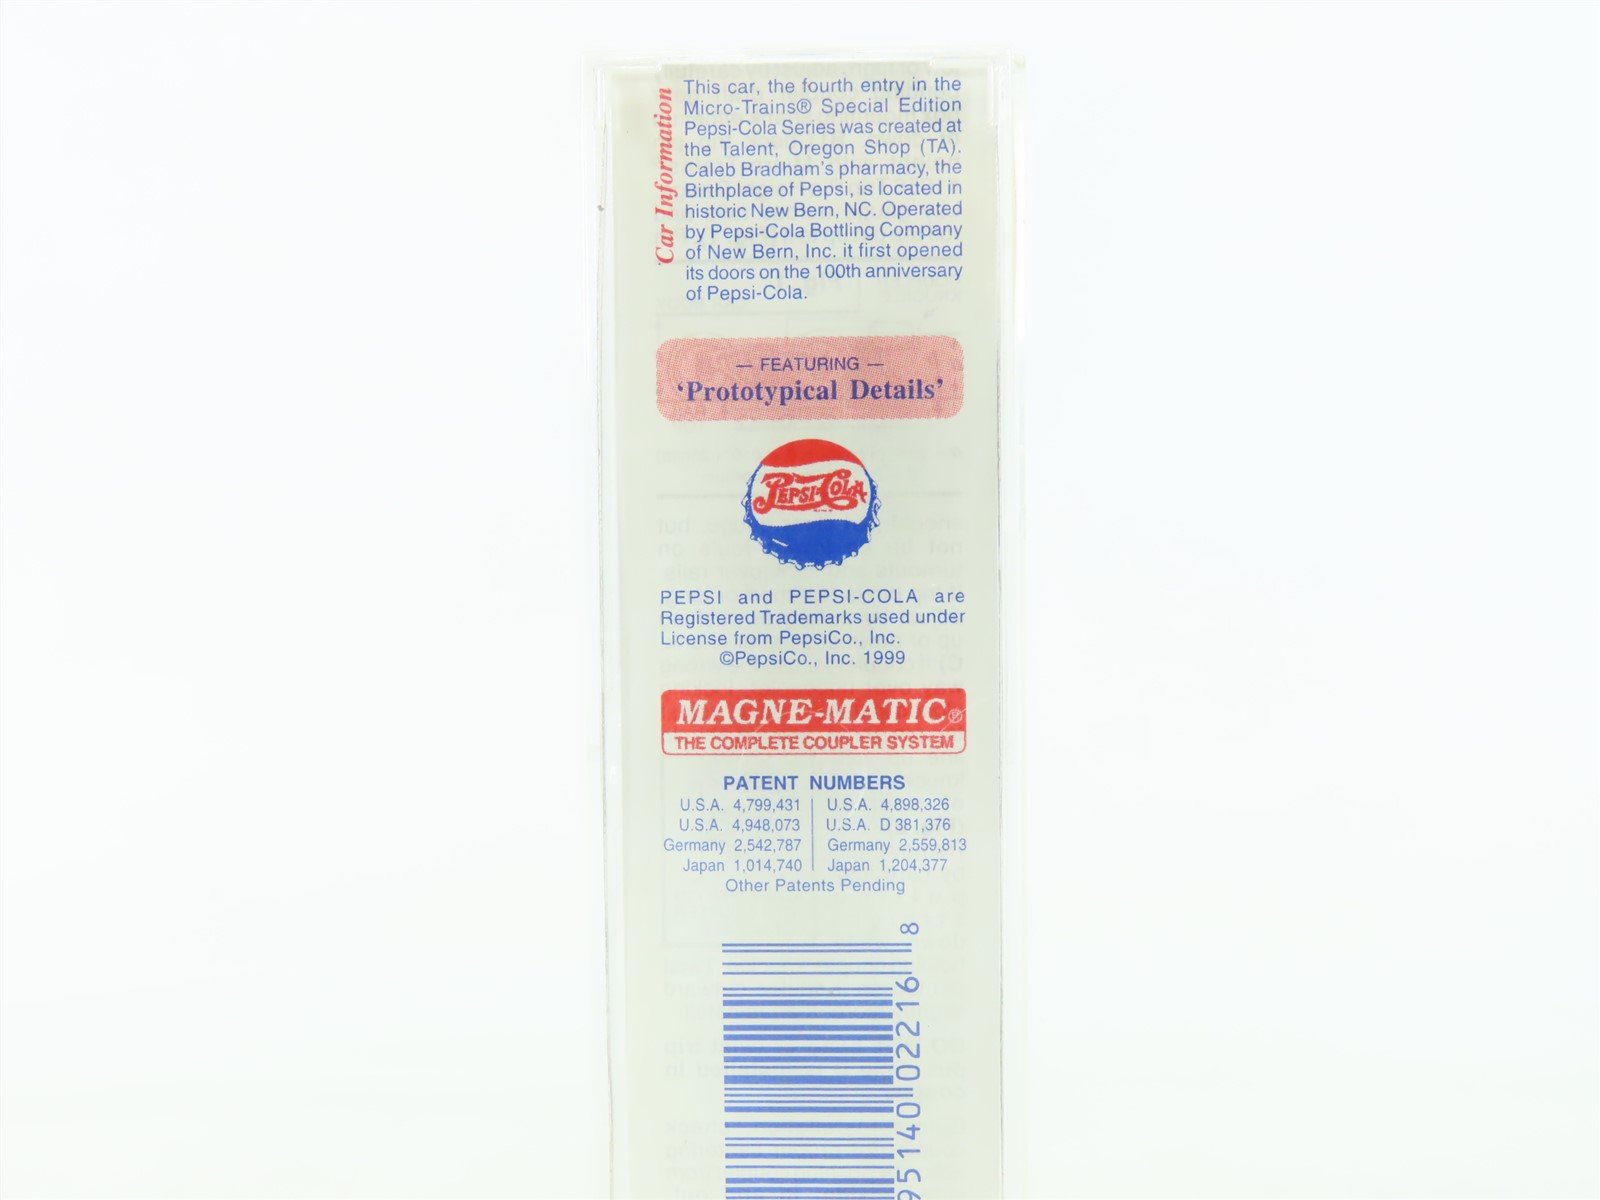 Car Information
This car, the fourth entry in the
Micro-Trains® Special Edition
Pepsi-Cola Series was created at
the Talent, Oregon Shop (TA).
Caleb Bradham's pharmacy, the
Birthplace of Pepsi, is located in
historic New Bern, NC. Operated
by Pepsi-Cola Bottling Company
of New Bern, Inc. it first opened
its doors on the 100th anniversary
of Pepsi-Cola.
— FEATURING —
'Prototypical Details'
PEPSI-COLA
PEPSI and PEPSI-COLA are
Registered Trademarks used under
License from PepsiCo., Inc.
©PepsiCo., Inc. 1999
MAGNE-MATIC®
THE COMPLETE COUPLER SYSTEM
PATENT NUMBERS
U.S.A. 4,799,431 | U.S.A. 4,898,326
U.S.A. 4,948,073 | U.S.A. D 381,376
Germany 2,542,787 | Germany 2,559,813
Japan 1,014,740 | Japan 1,204,377
Other Patents Pending
95140 02216 8